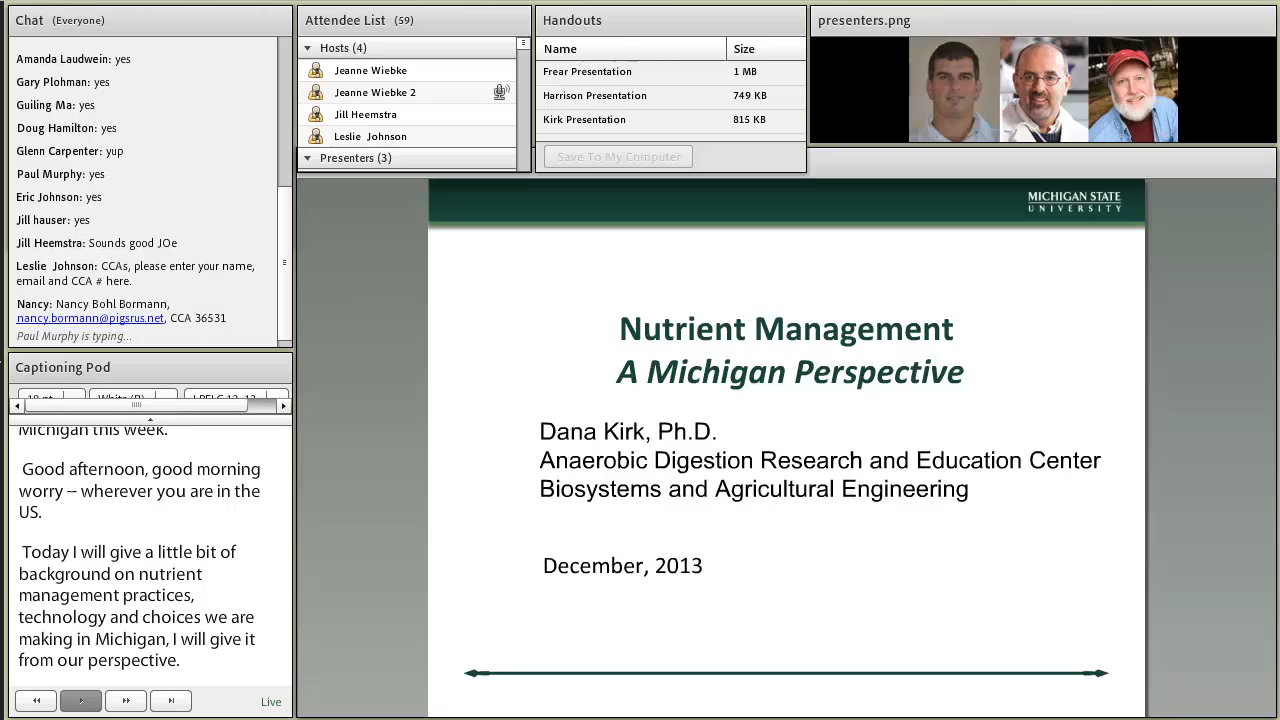 Chat (Everyone)
Amanda Laudwein: yes
Gary Plohman: yes
Guiling Ma: yes
Doug Hamilton: yes
Glenn Carpenter: yup
Paul Murphy: yes
Eric Johnson: yes
Jill hauser: yes
Jill Heemstra: Sounds good JOe
Leslie Johnson: CCAs, please enter your name,
email and CCA # here.
Nancy: Nancy Bohl Bormann,
nancy.bormann@pigsrus.net, CCA 36531
Paul Murphy is typing...
Captioning Pod
Michigan this week.
Good afternoon, good morning
worry -- wherever you are in the
US.
Today I will give a little bit of
background on nutrient
management practices,
technology and choices we are
making in Michigan, I will give it
from our perspective.
Live
Attendee List (59)
Hosts (4)
Jeanne Wiebke
Jeanne Wiebke 2
Jill Heemstra
Leslie Johnson
Presenters (3)
Handouts
Name Size
Frear Presentation 1 MB
Harrison Presentation 749 KB
Kirk Presentation 815 KB
Save To My Computer
presenters.png
MICHIGAN STATE
UNIVERSITY
Nutrient Management
A Michigan Perspective
Dana Kirk, Ph.D.
Anaerobic Digestion Research and Education Center
Biosystems and Agricultural Engineering
December, 2013